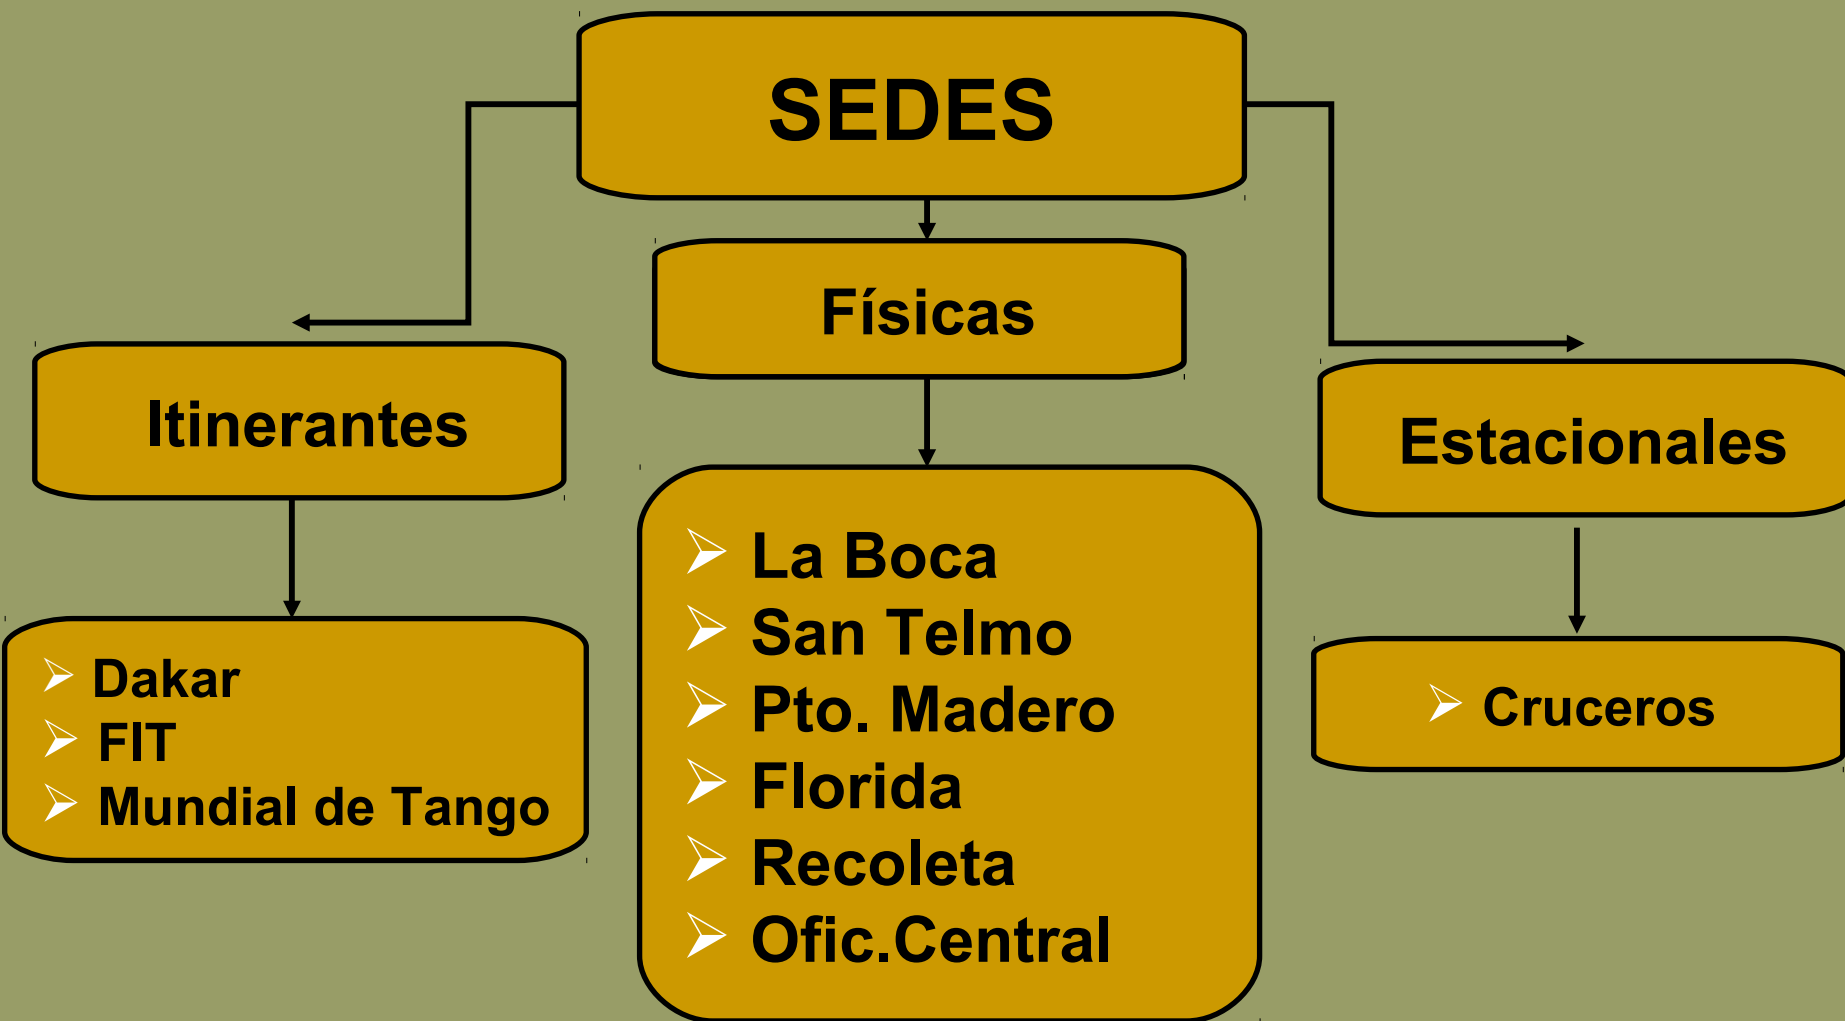 SEDES
Físicas
Itinerantes
Estacionales
La Boca
San Telmo
Pto. Madero
Florida
Recoleta
Ofic.Central
Dakar
FIT
Mundial de Tango
Cruceros